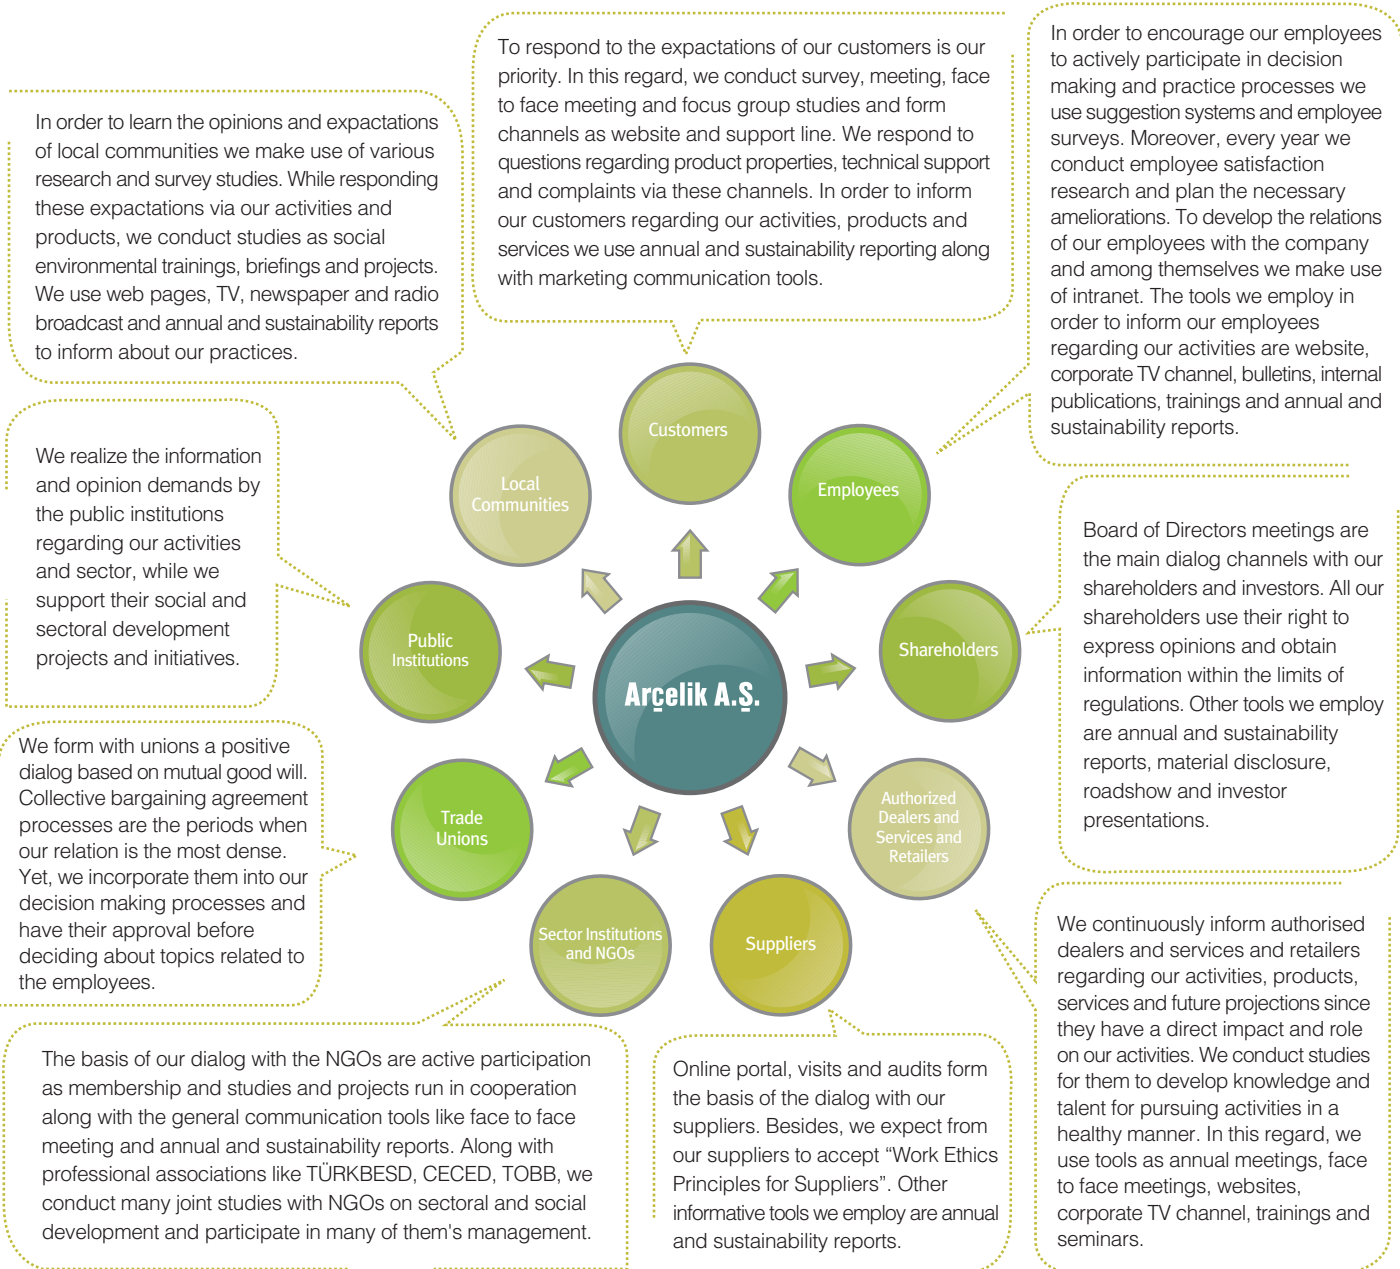 To respond to the expactations of our customers is our
priority. In this regard, we conduct survey, meeting, face
to face meeting and focus group studies and form
channels as website and support line. We respond to
questions regarding product properties, technical support
and complaints via these channels. In order to inform
our customers regarding our activities, products and
services we use annual and sustainability reporting along
with marketing communication tools.
In order to encourage our employees
to actively participate in decision
making and practice processes we
use suggestion systems and employee
surveys. Moreover, every year we
conduct employee satisfaction
research and plan the necessary
ameliorations. To develop the relations
of our employees with the company
and among themselves we make use
of intranet. The tools we employ in
order to inform our employees
regarding our activities are website,
corporate TV channel, bulletins, internal
publications, trainings and annual and
sustainability reports.
In order to learn the opinions and expactations
of local communities we make use of various
research and survey studies. While responding
these expactations via our activities and
products, we conduct studies as social
environmental trainings, briefings and projects.
We use web pages, TV, newspaper and radio
broadcast and annual and sustainability reports
to inform about our practices.
Customers
Local
Communities
Employees
We realize the information
and opinion demands by
the public institutions
regarding our activities
and sector, while we
support their social and
sectoral development
projects and initiatives.
Board of Directors meetings are
the main dialog channels with our
shareholders and investors. All our
shareholders use their right to
express opinions and obtain
information within the limits of
regulations. Other tools we employ
are annual and sustainability
reports, material disclosure,
roadshow and investor
presentations.
Public
Institutions
Shareholders
Arçelik A.Ş.
We form with unions a positive
dialog based on mutual good will.
Collective bargaining agreement
processes are the periods when
our relation is the most dense.
Yet, we incorporate them into our
decision making processes and
have their approval before
deciding about topics related to
the employees.
Trade
Unions
Authorized
Dealers and
Services and
Retailers
Sector Institutions
and NGOs
Suppliers
We continuously inform authorised
dealers and services and retailers
regarding our activities, products,
services and future projections since
they have a direct impact and role
on our activities. We conduct studies
for them to develop knowledge and
talent for pursuing activities in a
healthy manner. In this regard, we
use tools as annual meetings, face
to face meetings, websites,
corporate TV channel, trainings and
seminars.
The basis of our dialog with the NGOs are active participation
as membership and studies and projects run in cooperation
along with the general communication tools like face to face
meeting and annual and sustainability reports. Along with
professional associations like TÜRKBESD, CECED, TOBB, we
conduct many joint studies with NGOs on sectoral and social
development and participate in many of them's management.
Online portal, visits and audits form
the basis of the dialog with our
suppliers. Besides, we expect from
our suppliers to accept “Work Ethics
Principles for Suppliers”. Other
informative tools we employ are annual
and sustainability reports.